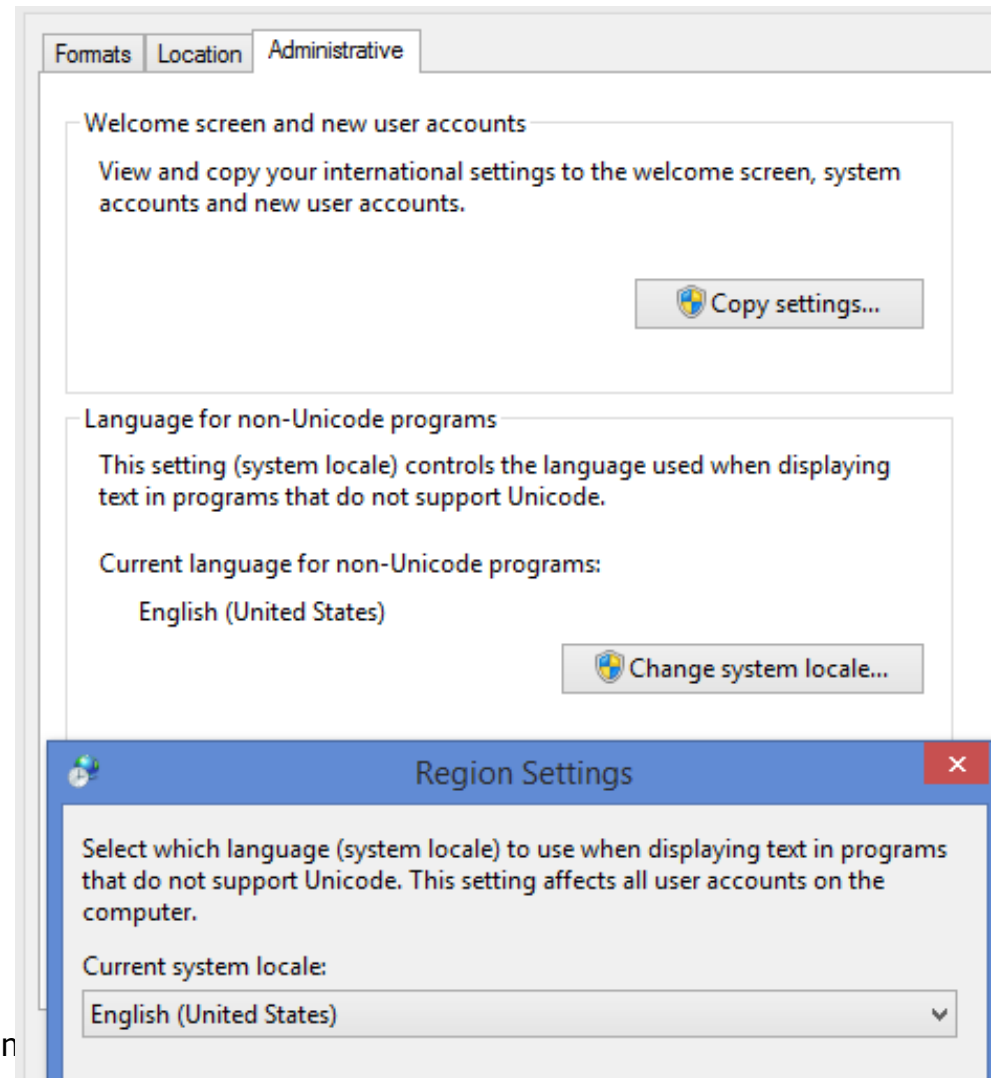 Formats Location Administrative
Welcome screen and new user accounts
View and copy your international settings to the welcome screen, system
accounts and new user accounts.
Copy settings...
Language for non-Unicode programs
This setting (system locale) controls the language used when displaying
text in programs that do not support Unicode.
Current language for non-Unicode programs:
English (United States)
Change system locale...
Region Settings
Select which language (system locale) to use when displaying text in programs
that do not support Unicode. This setting affects all user accounts on the
computer.
Current system locale:
English (United States)
n